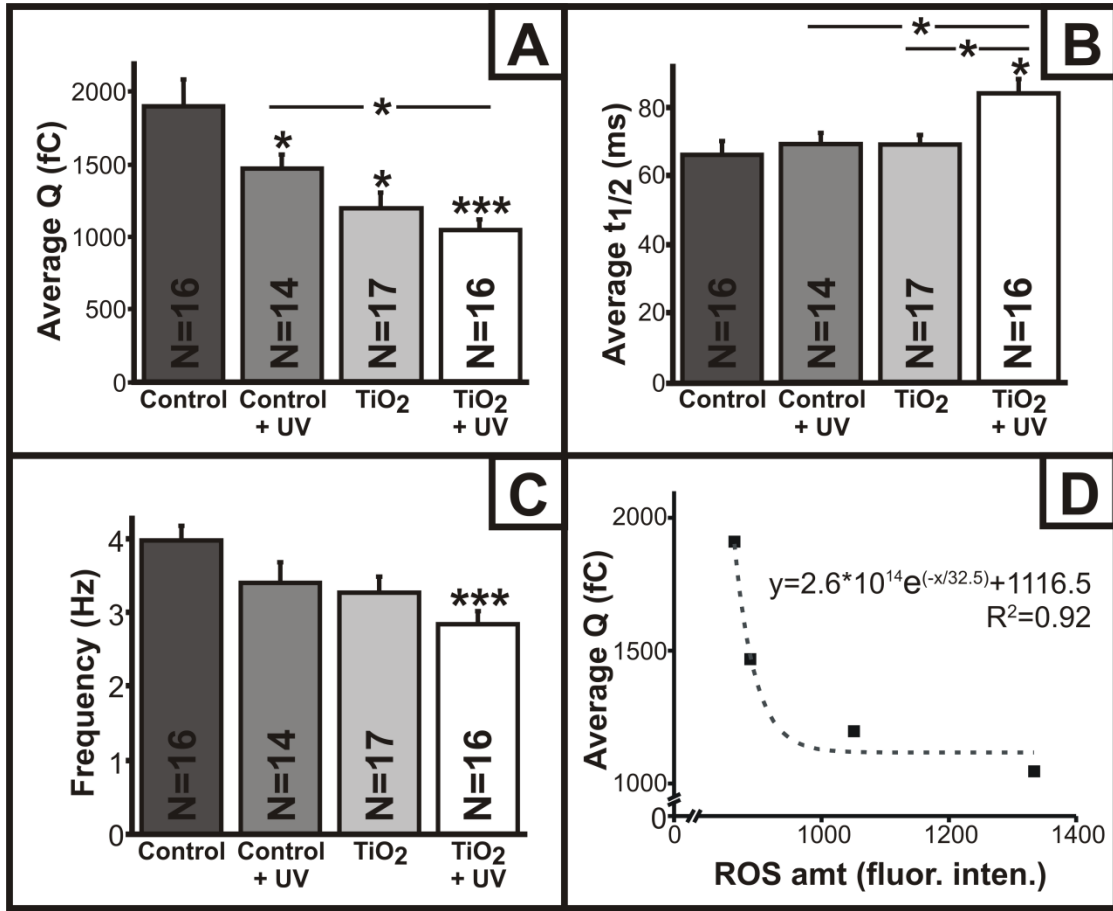 A
Average Q (fC)
2000
1500
1000
500
0
*
*
*
***
N=16
N=14
N=17
N=16
Control
Control
+ UV
TiO2
TiO2
+ UV
B
Average t1/2 (ms)
80
60
40
20
0
*
*
*
N=16
N=14
N=17
N=16
Control
Control
+ UV
TiO2
TiO2
+ UV
C
Frequency (Hz)
4
3
2
1
0
***
N=16
N=14
N=17
N=16
Control
Control
+ UV
TiO2
TiO2
+ UV
D
Average Q (fC)
2000
1500
1000
0
y=2.6*10^14e^(-x/32.5)+1116.5
R²=0.92
0
1000
1200
1400
ROS amt (fluor. inten.)